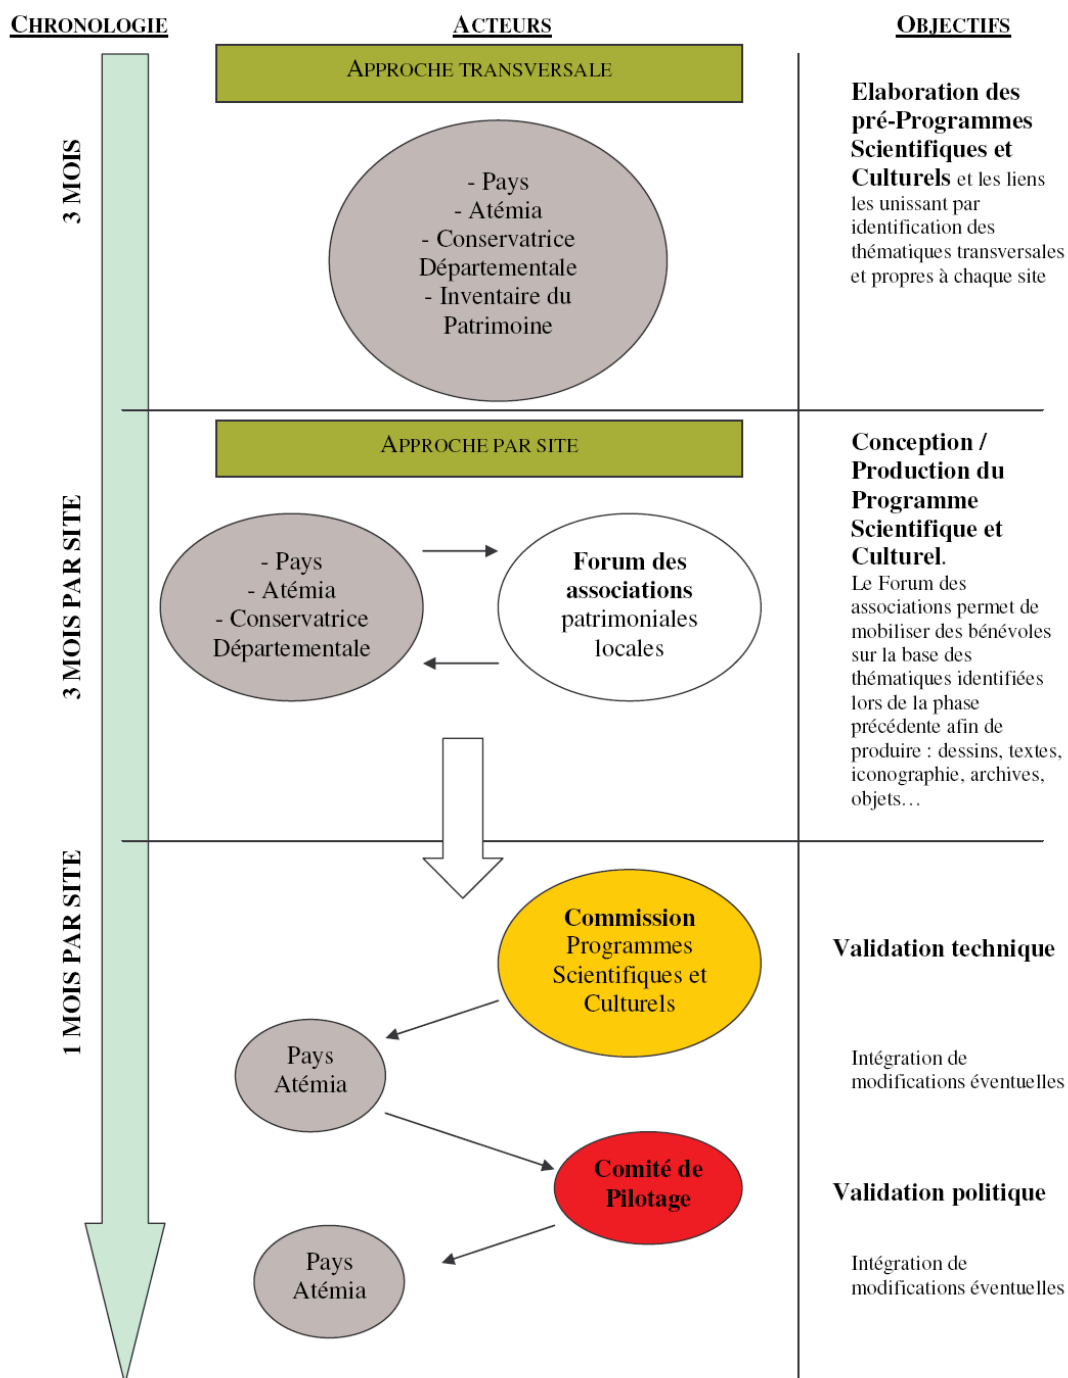 CHRONOLOGIE
ACTEURS
OBJECTIFS
APPROCHE TRANSVERSALE
3 MOIS
- Pays
- Atémia
- Conservatrice
Départementale
- Inventaire du
Patrimoine
Elaboration des
pré-Programmes
Scientifiques et
Culturels et les liens
les unissant par
identification des
thématiques transversales
et propres à chaque site
APPROCHE PAR SITE
3 MOIS PAR SITE
- Pays
- Atémia
- Conservatrice
Départementale
Forum des
associations
patrimoniales
locales
Conception /
Production du
Programme
Scientifique et
Culturel.
Le Forum des
associations permet de
mobiliser des bénévoles
sur la base des
thématiques identifiées
lors de la phase
précédente afin de
produire : dessins, textes,
iconographie, archives,
objets…
1 MOIS PAR SITE
Commission
Programmes
Scientifiques et
Culturels
Validation technique
Pays
Atémia
Intégration de
modifications éventuelles
Comité de
Pilotage
Validation politique
Pays
Atémia
Intégration de
modifications éventuelles